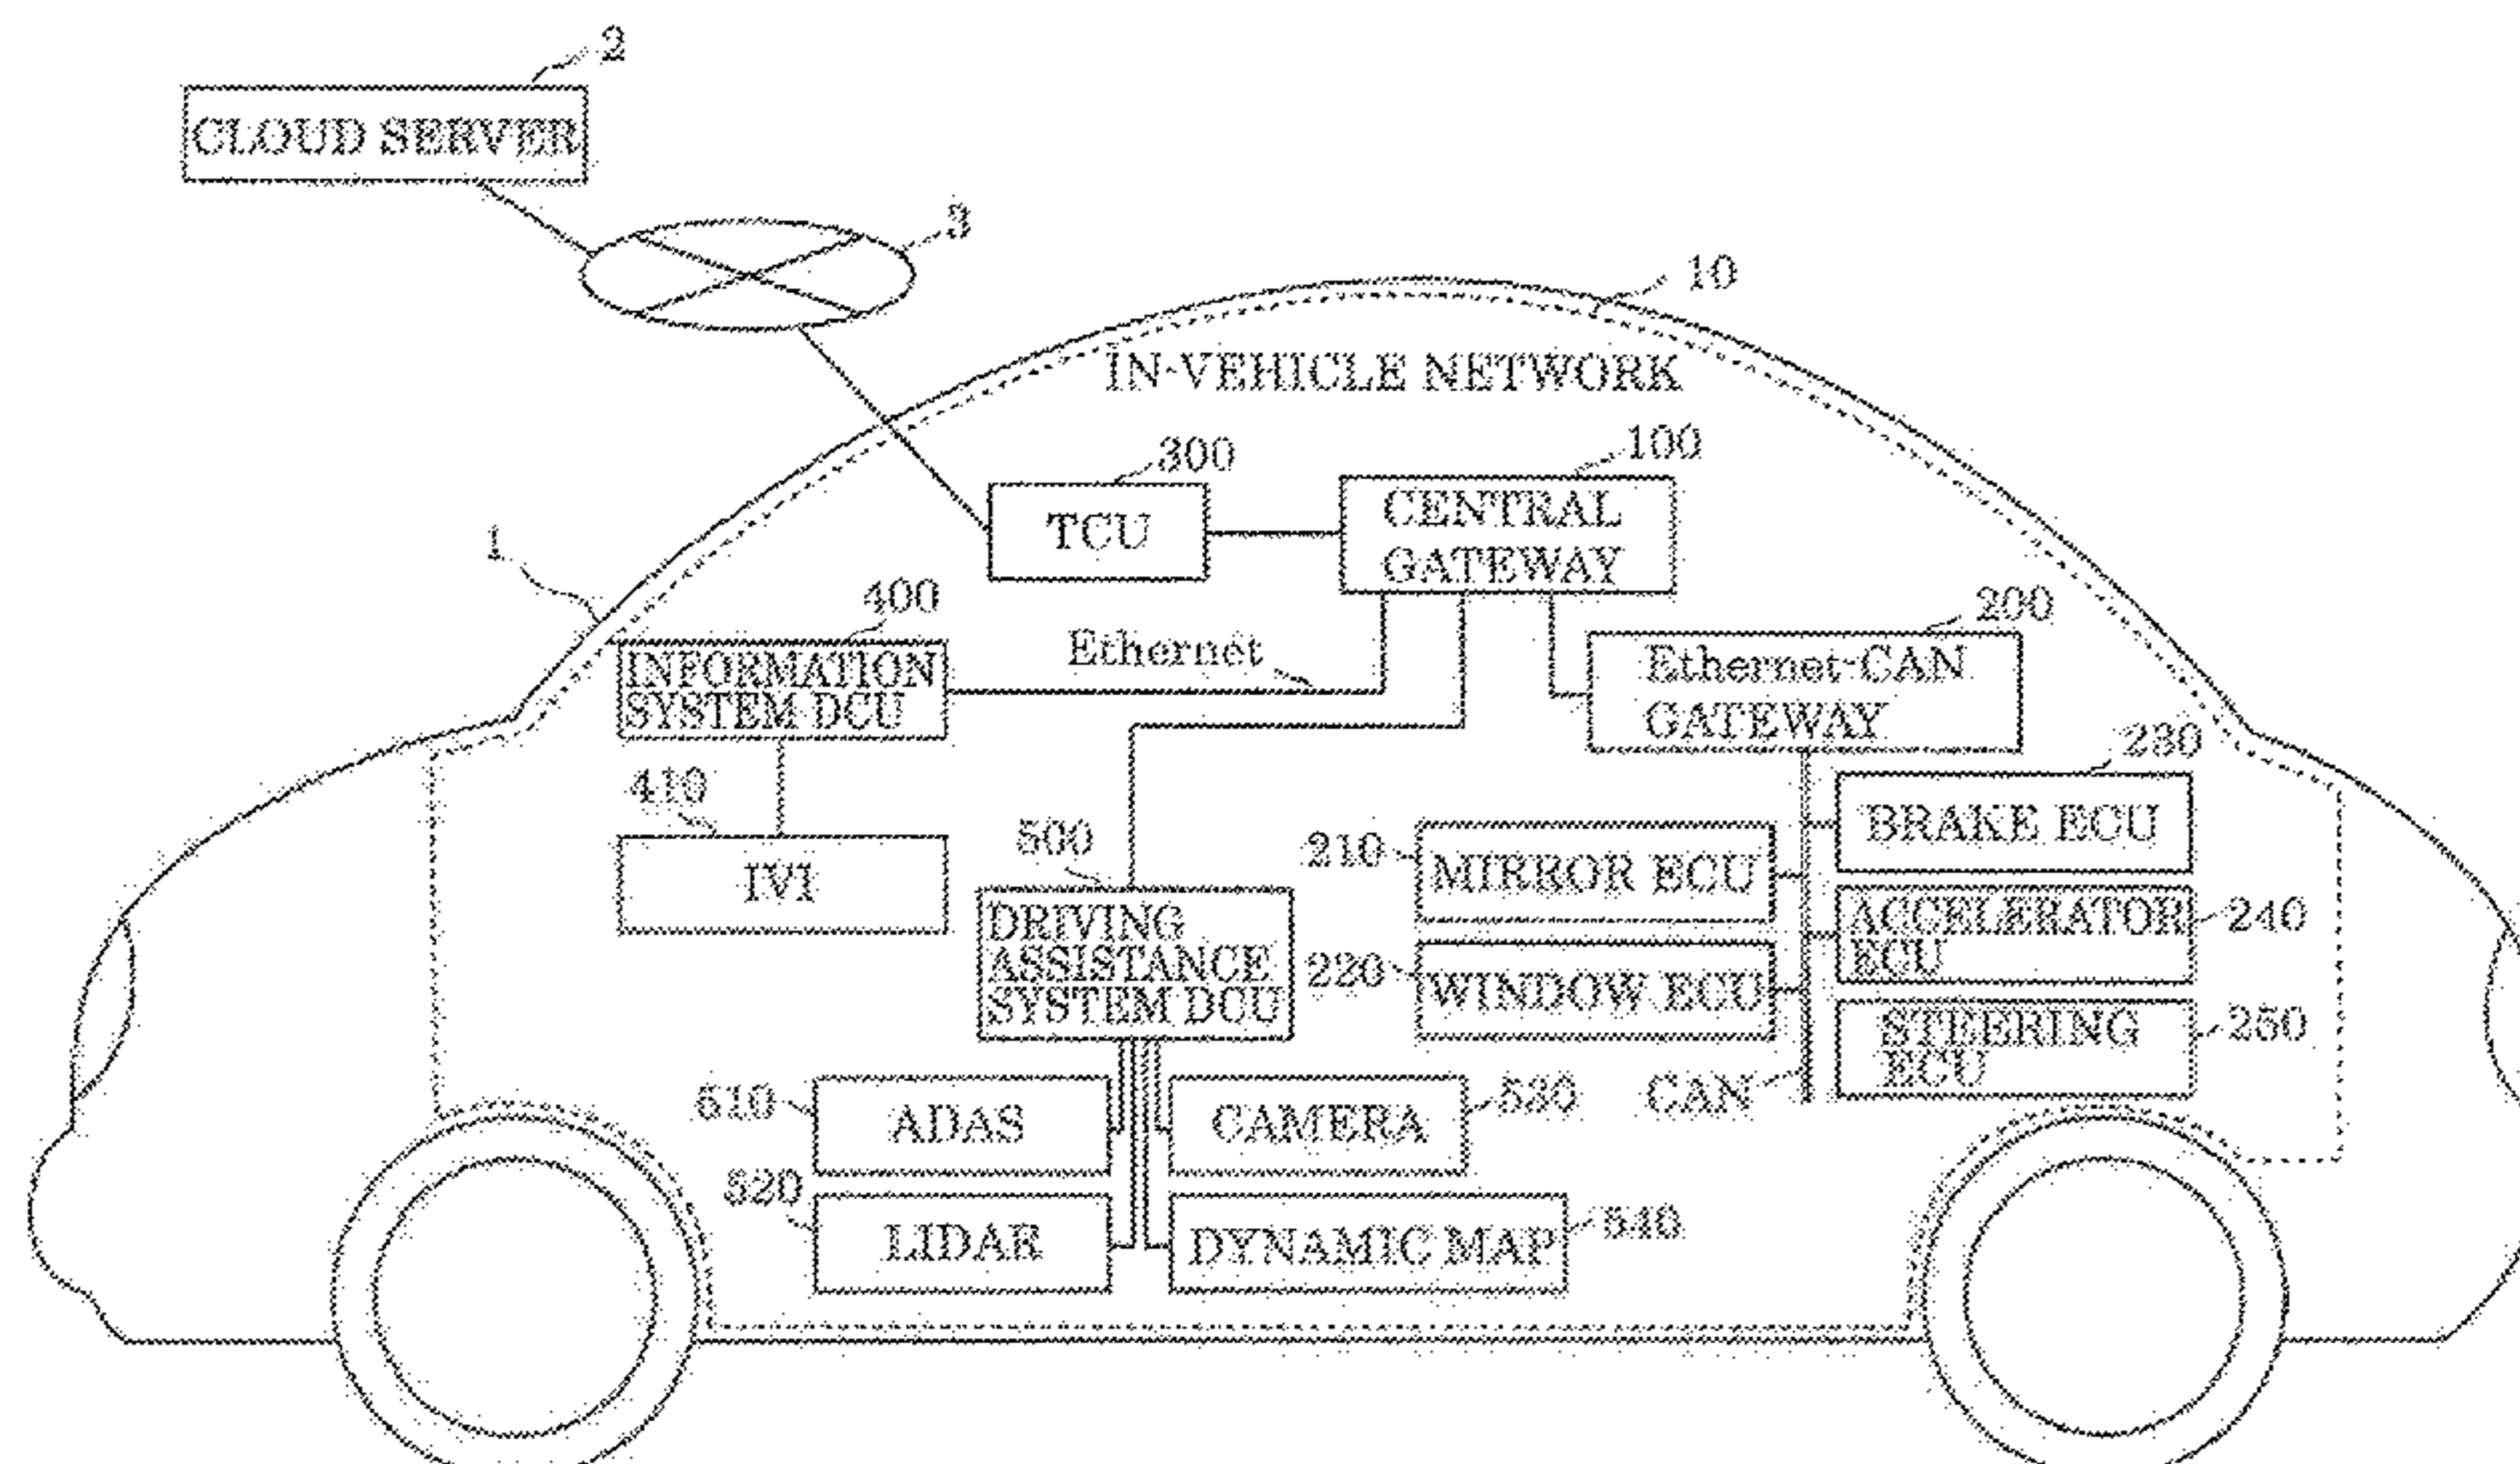 2
CLOUD SERVER
3
10
IN-VEHICLE NETWORK
300
100
TCU
CENTRAL
GATEWAY
1
400
200
Ethernet
INFORMATION
SYSTEM DCU
Ethernet-CAN
GATEWAY
410
230
IVI
500
210
MIRROR ECU
BRAKE ECU
DRIVING
ASSISTANCE
SYSTEM DCU
220
WINDOW ECU
ACCELERATOR
ECU
240
STEERING
ECU
250
510
ADAS
CAMERA
530
CAN
520
LIDAR
DYNAMIC MAP
540